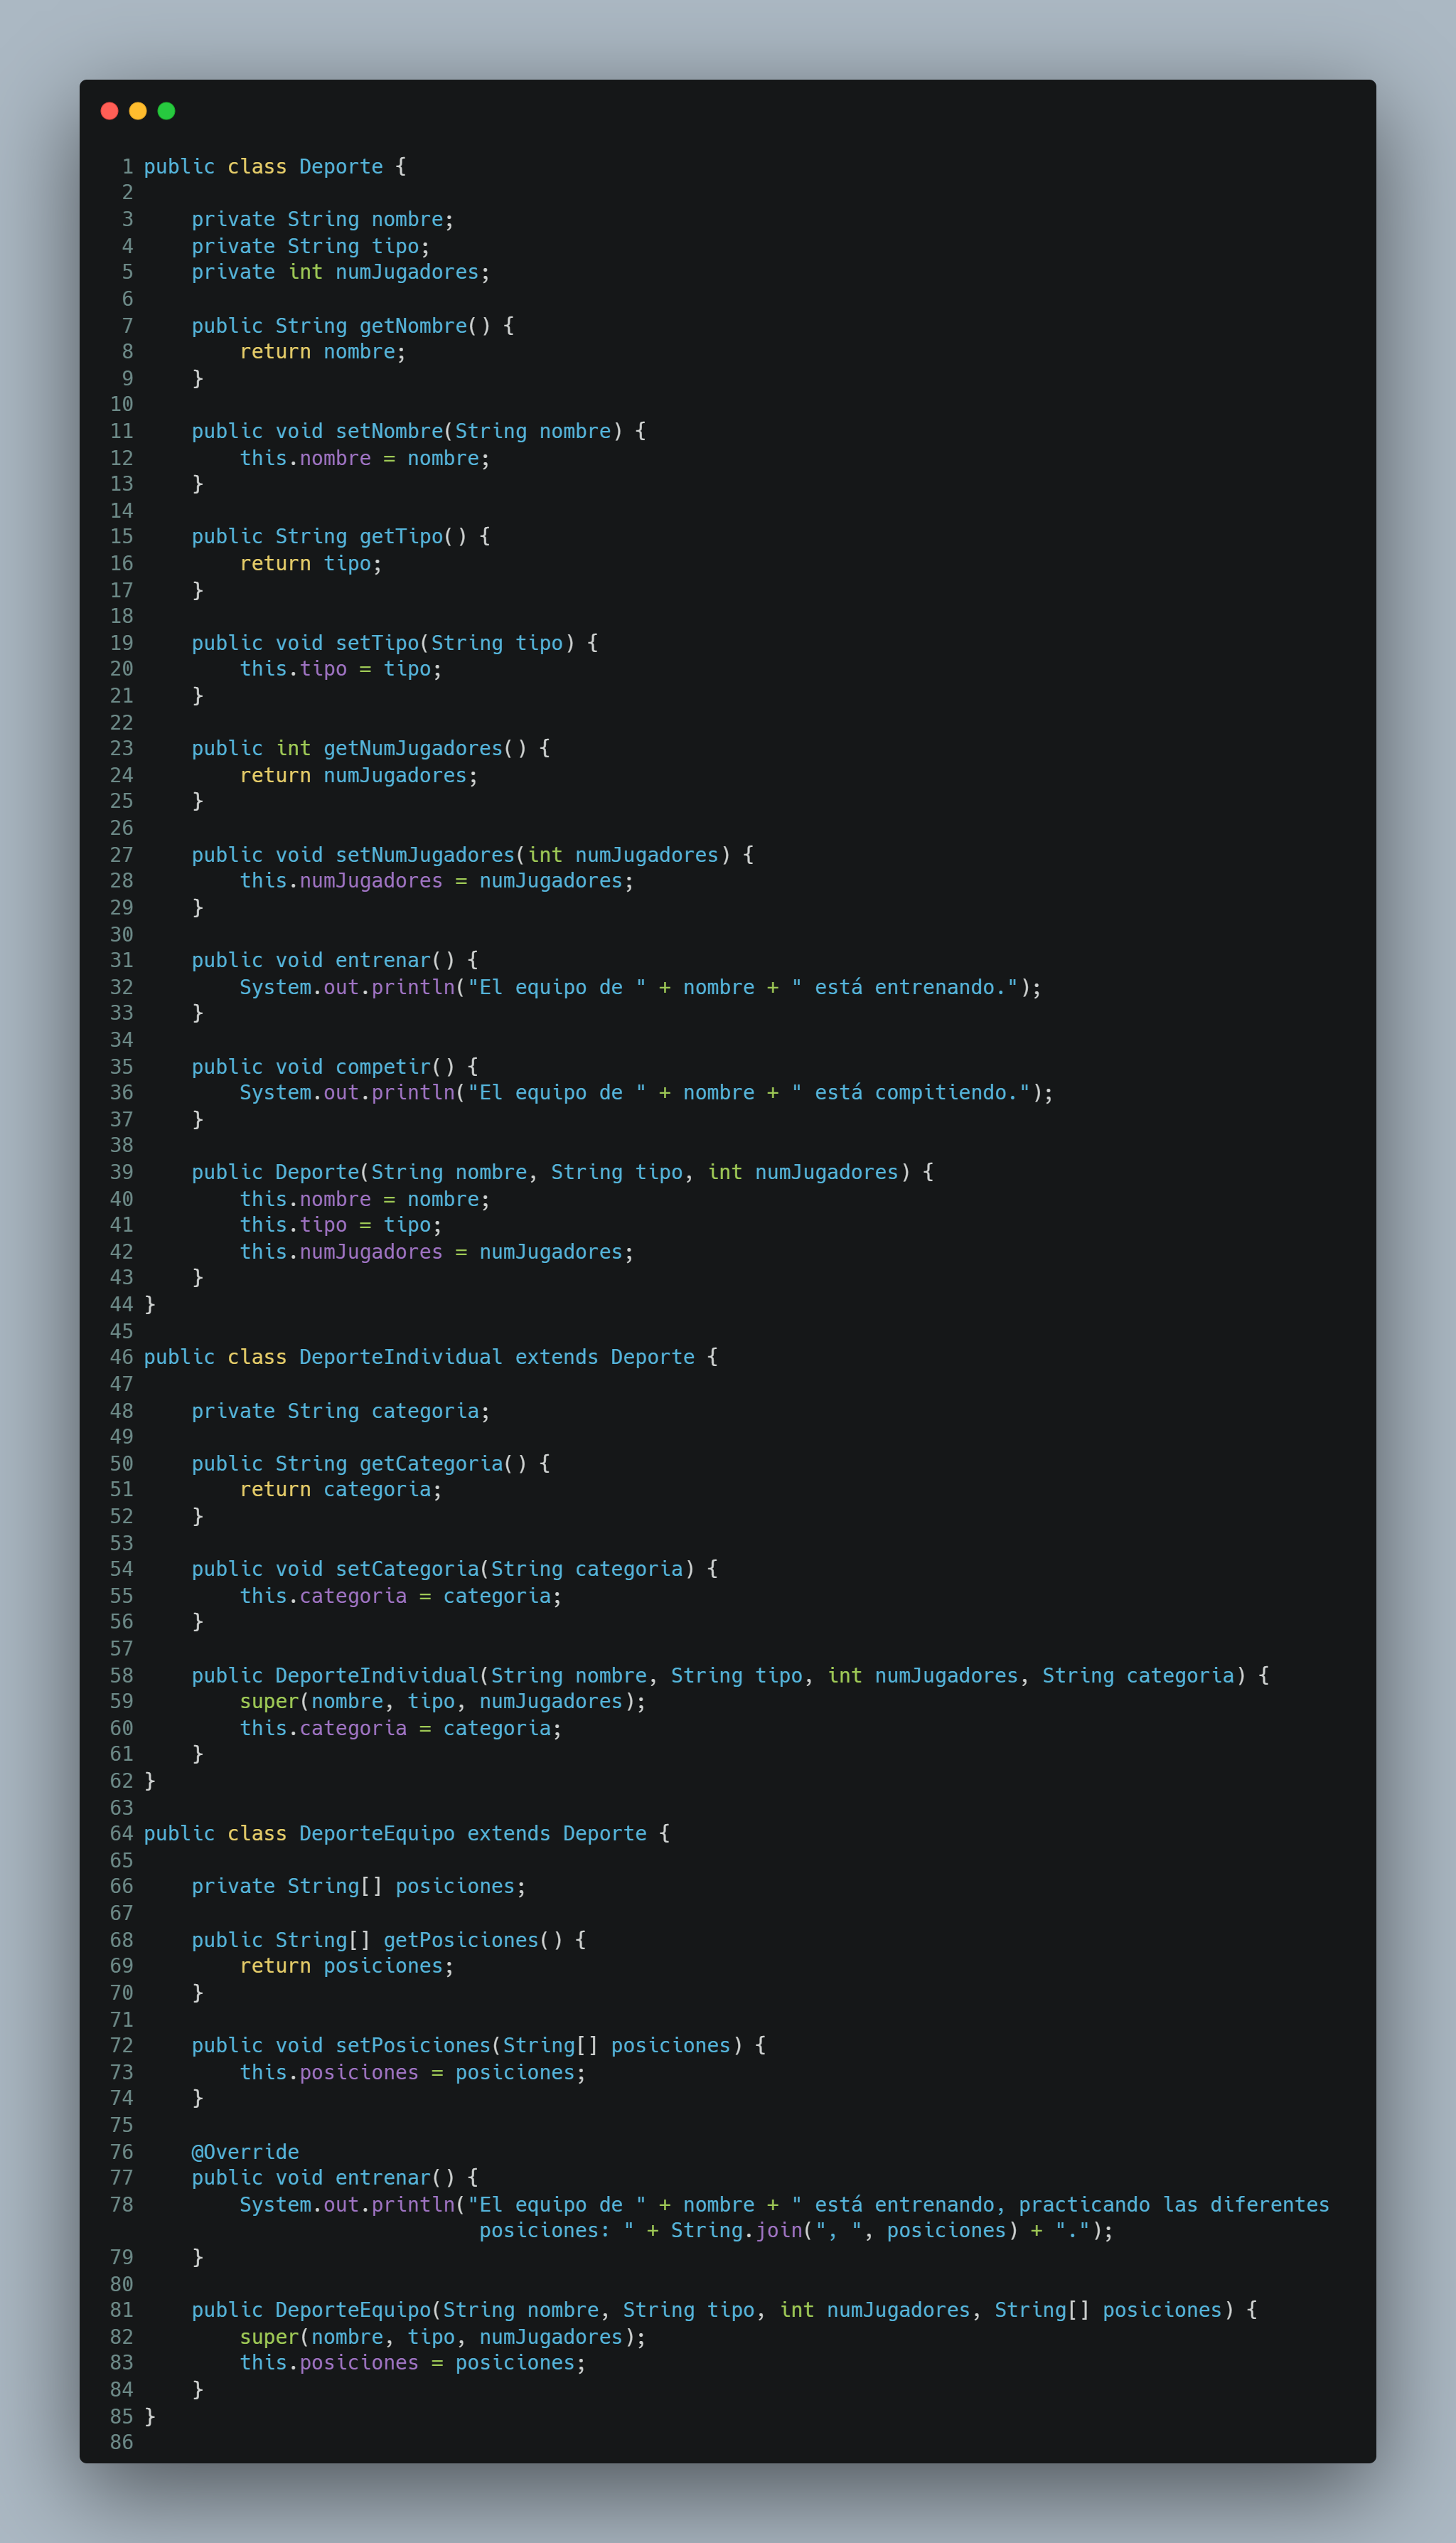 1 public class Deporte {
2
3     private String nombre;
4     private String tipo;
5     private int numJugadores;
6
7     public String getNombre() {
8         return nombre;
9     }
10
11     public void setNombre(String nombre) {
12         this.nombre = nombre;
13     }
14
15     public String getTipo() {
16         return tipo;
17     }
18
19     public void setTipo(String tipo) {
20         this.tipo = tipo;
21     }
22
23     public int getNumJugadores() {
24         return numJugadores;
25     }
26
27     public void setNumJugadores(int numJugadores) {
28         this.numJugadores = numJugadores;
29     }
30
31     public void entrenar() {
32         System.out.println("El equipo de " + nombre + " está entrenando.");
33     }
34
35     public void competir() {
36         System.out.println("El equipo de " + nombre + " está compitiendo.");
37     }
38
39     public Deporte(String nombre, String tipo, int numJugadores) {
40         this.nombre = nombre;
41         this.tipo = tipo;
42         this.numJugadores = numJugadores;
43     }
44 }
45
46 public class DeporteIndividual extends Deporte {
47
48     private String categoria;
49
50     public String getCategoria() {
51         return categoria;
52     }
53
54     public void setCategoria(String categoria) {
55         this.categoria = categoria;
56     }
57
58     public DeporteIndividual(String nombre, String tipo, int numJugadores, String categoria) {
59         super(nombre, tipo, numJugadores);
60         this.categoria = categoria;
61     }
62 }
63
64 public class DeporteEquipo extends Deporte {
65
66     private String[] posiciones;
67
68     public String[] getPosiciones() {
69         return posiciones;
70     }
71
72     public void setPosiciones(String[] posiciones) {
73         this.posiciones = posiciones;
74     }
75
76     @Override
77     public void entrenar() {
78         System.out.println("El equipo de " + nombre + " está entrenando, practicando las diferentes
posiciones: " + String.join(", ", posiciones) + ".");
79     }
80
81     public DeporteEquipo(String nombre, String tipo, int numJugadores, String[] posiciones) {
82         super(nombre, tipo, numJugadores);
83         this.posiciones = posiciones;
84     }
85 }
86